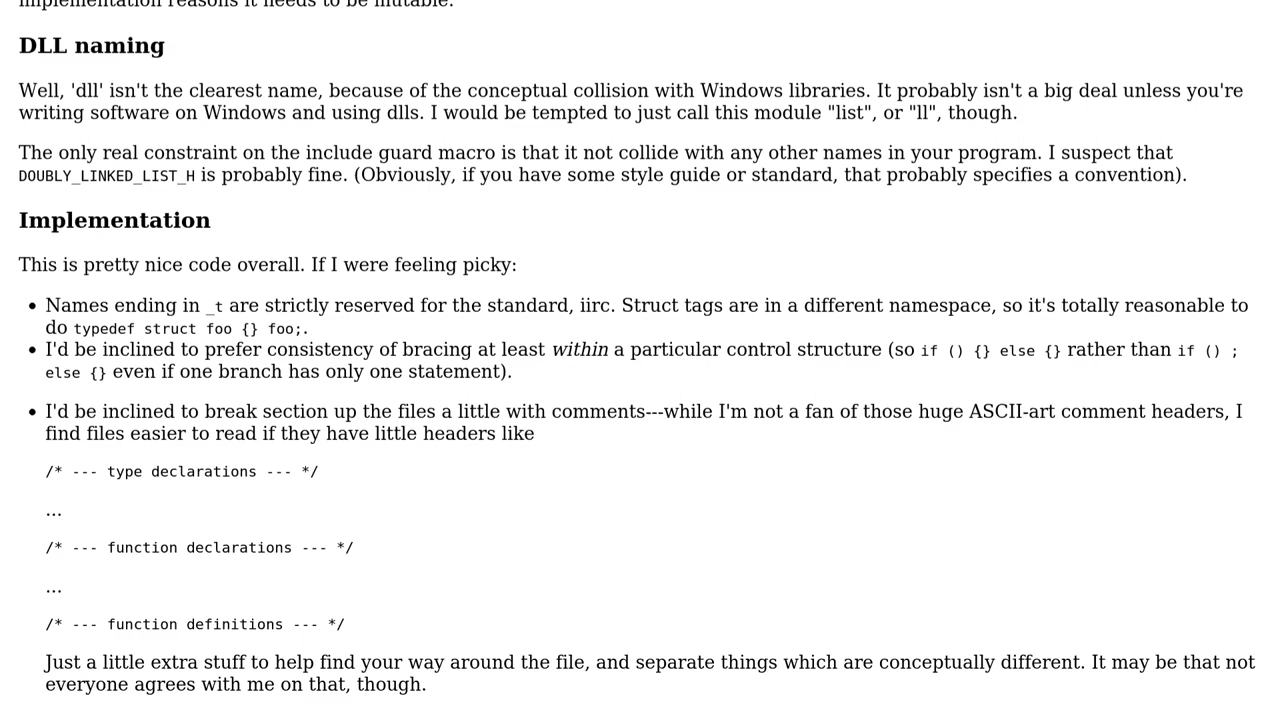 implementation reasons it needs to be mutable.
DLL naming
Well, 'dll' isn't the clearest name, because of the conceptual collision with Windows libraries. It probably isn't a big deal unless you're
writing software on Windows and using dlls. I would be tempted to just call this module "list", or "ll", though.
The only real constraint on the include guard macro is that it not collide with any other names in your program. I suspect that
DOUBLY_LINKED_LIST_H is probably fine. (Obviously, if you have some style guide or standard, that probably specifies a convention).
Implementation
This is pretty nice code overall. If I were feeling picky:
• Names ending in _t are strictly reserved for the standard, iirc. Struct tags are in a different namespace, so it's totally reasonable to
do typedef struct foo {} foo;.
• I'd be inclined to prefer consistency of bracing at least within a particular control structure (so if () {} else {} rather than if () ;
else {} even if one branch has only one statement).
• I'd be inclined to break section up the files a little with comments---while I'm not a fan of those huge ASCII-art comment headers, I
find files easier to read if they have little headers like
/* --- type declarations --- */
...
/* --- function declarations --- */
...
/* --- function definitions --- */
Just a little extra stuff to help find your way around the file, and separate things which are conceptually different. It may be that not
everyone agrees with me on that, though.